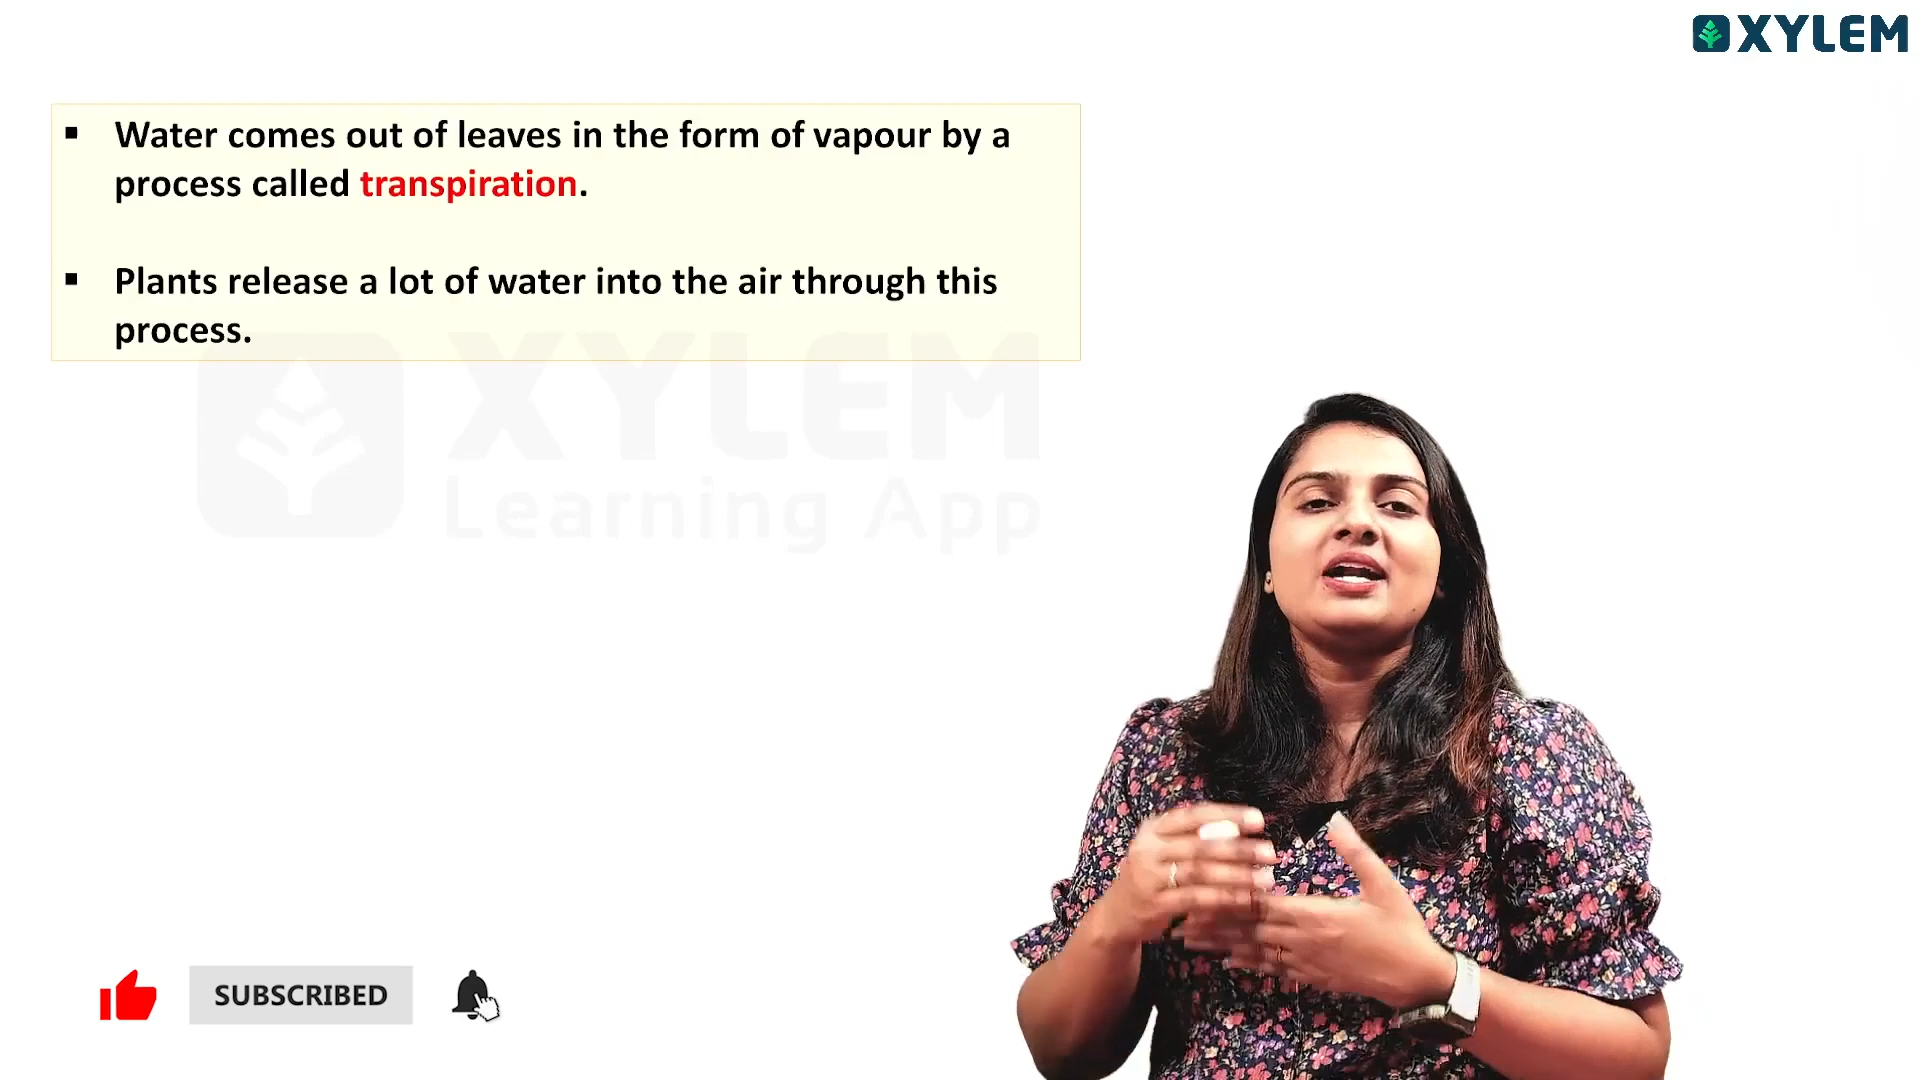 XYLEM
▪ Water comes out of leaves in the form of vapour by a
process called transpiration.
▪ Plants release a lot of water into the air through this
process.
XYLEM
Learning App
SUBSCRIBED